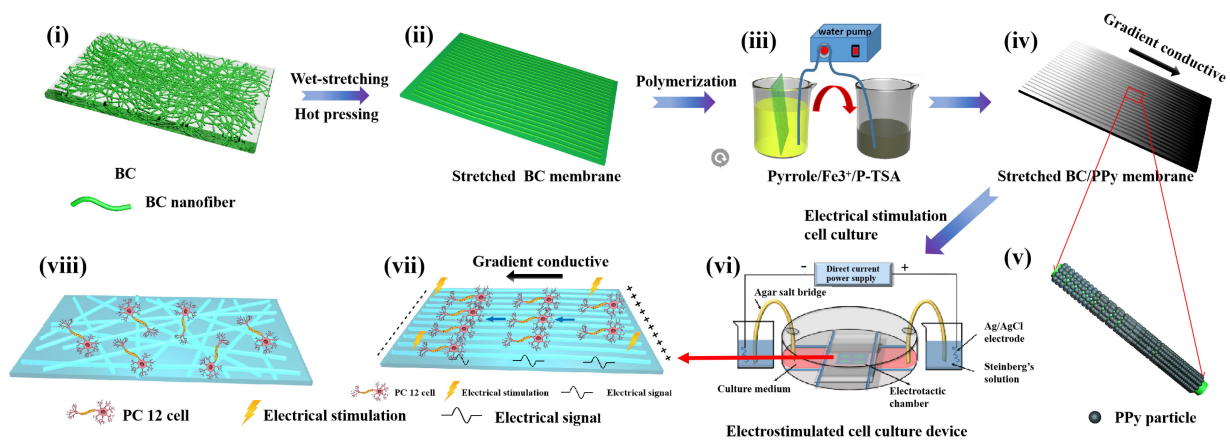 (i)
Wet-stretching
Hot pressing
BC
BC nanofiber
(ii)
Stretched BC membrane
Polymerization
(iii)
water pump
Pyrrole/Fe3+/P-TSA
(iv)
Gradient conductive
Stretched BC/PPy membrane
Electrical stimulation
cell culture
(v)
PPy particle
(vi)
- Direct current power supply +
Agar salt bridge
Ag/AgCl
electrode
Steinberg's
solution
Culture medium
Electrotactic
chamber
Electrostimulated cell culture device
(vii)
Gradient conductive
PC 12 cell
Electrical stimulation
Electrical signal
(viii)
PC 12 cell
Electrical stimulation
Electrical signal